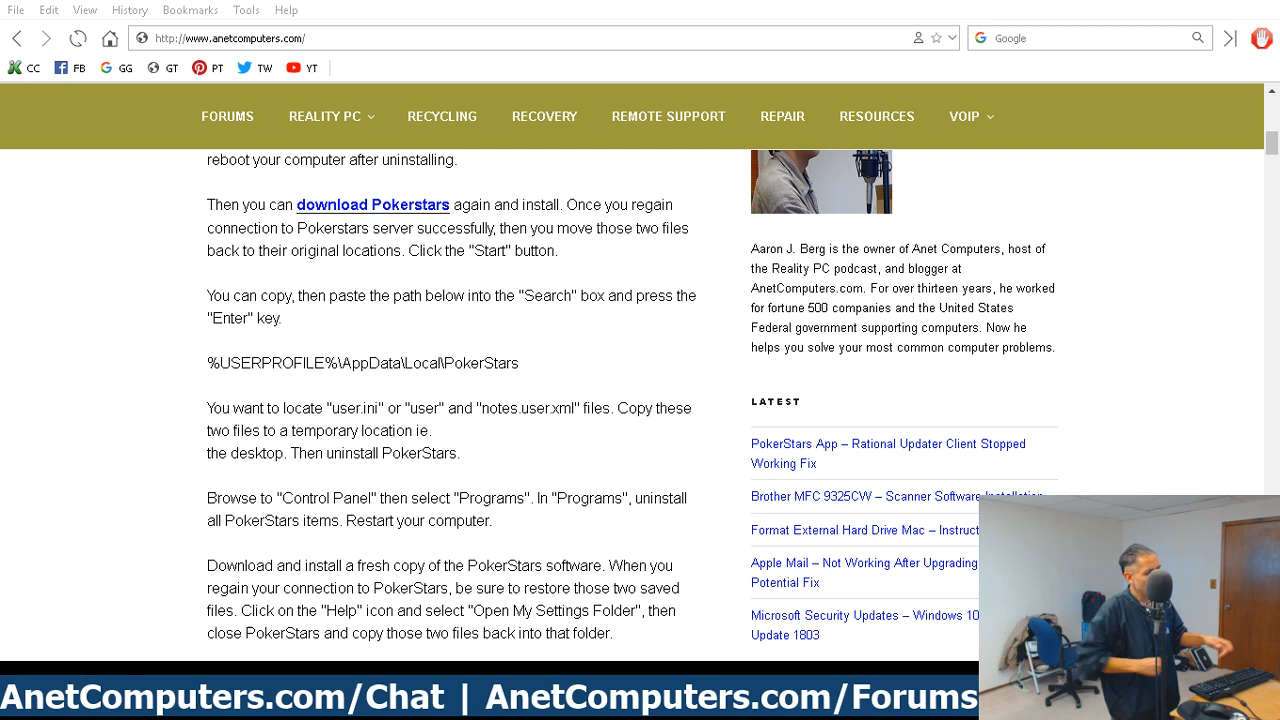 File Edit View History Bookmarks Tools Help
http://www.anetcomputers.com/ Google
CC FB GG GT PT TW YT
FORUMS REALITY PC RECYCLING RECOVERY REMOTE SUPPORT REPAIR RESOURCES VOIP
reboot your computer after uninstalling.
Then you can download Pokerstars again and install. Once you regain
connection to Pokerstars server successfully, then you move those two files
back to their original locations. Click the "Start" button.
You can copy, then paste the path below into the "Search" box and press the
"Enter" key.
%USERPROFILE%\AppData\Local\PokerStars
You want to locate "user.ini" or "user" and "notes.user.xml" files. Copy these
two files to a temporary location ie.
the desktop. Then uninstall PokerStars.
Browse to "Control Panel" then select "Programs". In "Programs", uninstall
all PokerStars items. Restart your computer.
Download and install a fresh copy of the PokerStars software. When you
regain your connection to PokerStars, be sure to restore those two saved
files. Click on the "Help" icon and select "Open My Settings Folder", then
close PokerStars and copy those two files back into that folder.
Aaron J. Berg is the owner of Anet Computers, host of
the Reality PC podcast, and blogger at
AnetComputers.com. For over thirteen years, he worked
for fortune 500 companies and the United States
Federal government supporting computers. Now he
helps you solve your most common computer problems.
LATEST
PokerStars App – Rational Updater Client Stopped
Working Fix
Brother MFC 9325CW – Scanner Software Installation
Format External Hard Drive Mac – Instruct
Apple Mail – Not Working After Upgrading
Potential Fix
Microsoft Security Updates – Windows 10
Update 1803
AnetComputers.com/Chat | AnetComputers.com/Forums